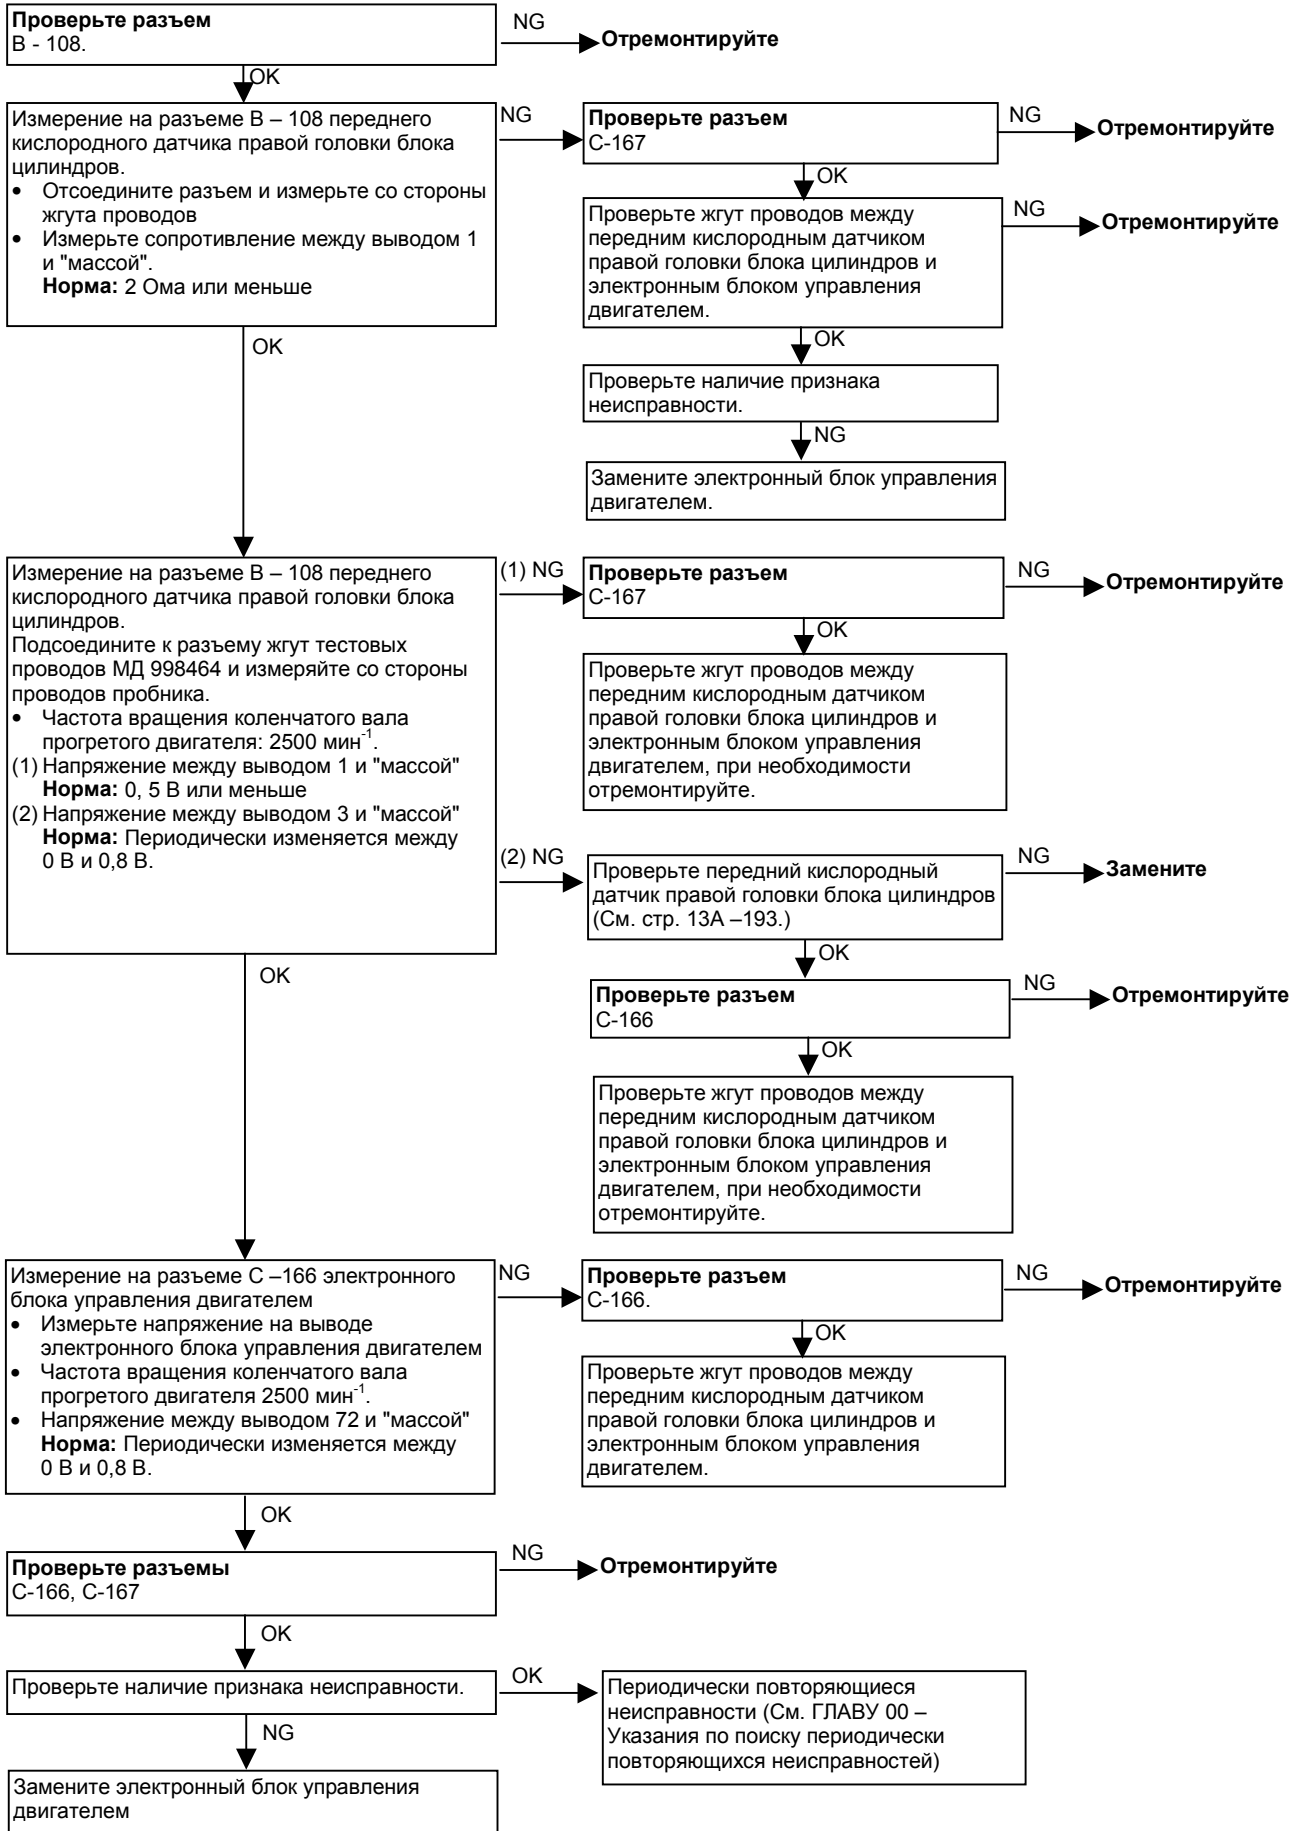 Проверьте разъем
В - 108.
NG
Отремонтируйте
OK
Измерение на разъеме В – 108 переднего
кислородного датчика правой головки блока
цилиндров.
• Отсоедините разъем и измерьте со стороны
жгута проводов
• Измерьте сопротивление между выводом 1
и "массой".
Норма: 2 Ома или меньше
NG
Проверьте разъем
С-167
NG
Отремонтируйте
OK
Проверьте жгут проводов между
передним кислородным датчиком
правой головки блока цилиндров и
электронным блоком управления
двигателем.
NG
Отремонтируйте
OK
Проверьте наличие признака
неисправности.
NG
Замените электронный блок управления
двигателем.
OK
Измерение на разъеме В – 108 переднего
кислородного датчика правой головки блока
цилиндров.
Подсоедините к разъему жгут тестовых
проводов МД 998464 и измеряйте со стороны
проводов пробника.
• Частота вращения коленчатого вала
прогретого двигателя: 2500 мин⁻¹.
(1) Напряжение между выводом 1 и "массой"
Норма: 0, 5 В или меньше
(2) Напряжение между выводом 3 и "массой"
Норма: Периодически изменяется между
0 В и 0,8 В.
(1) NG
Проверьте разъем
С-167
NG
Отремонтируйте
OK
Проверьте жгут проводов между
передним кислородным датчиком
правой головки блока цилиндров и
электронным блоком управления
двигателем, при необходимости
отремонтируйте.
(2) NG
Проверьте передний кислородный
датчик правой головки блока цилиндров
(См. стр. 13А –193.)
NG
Замените
OK
Проверьте разъем
С-166
NG
Отремонтируйте
OK
Проверьте жгут проводов между
передним кислородным датчиком
правой головки блока цилиндров и
электронным блоком управления
двигателем, при необходимости
отремонтируйте.
OK
Измерение на разъеме С –166 электронного
блока управления двигателем
• Измерьте напряжение на выводе
электронного блока управления двигателем
• Частота вращения коленчатого вала
прогретого двигателя 2500 мин⁻¹.
• Напряжение между выводом 72 и "массой"
Норма: Периодически изменяется между
0 В и 0,8 В.
NG
Проверьте разъем
С-166.
NG
Отремонтируйте
OK
Проверьте жгут проводов между
передним кислородным датчиком
правой головки блока цилиндров и
электронным блоком управления
двигателем.
OK
Проверьте разъемы
С-166, С-167
NG
Отремонтируйте
OK
Проверьте наличие признака неисправности.
OK
Периодически повторяющиеся
неисправности (См. ГЛАВУ 00 –
Указания по поиску периодически
повторяющихся неисправностей)
NG
Замените электронный блок управления
двигателем